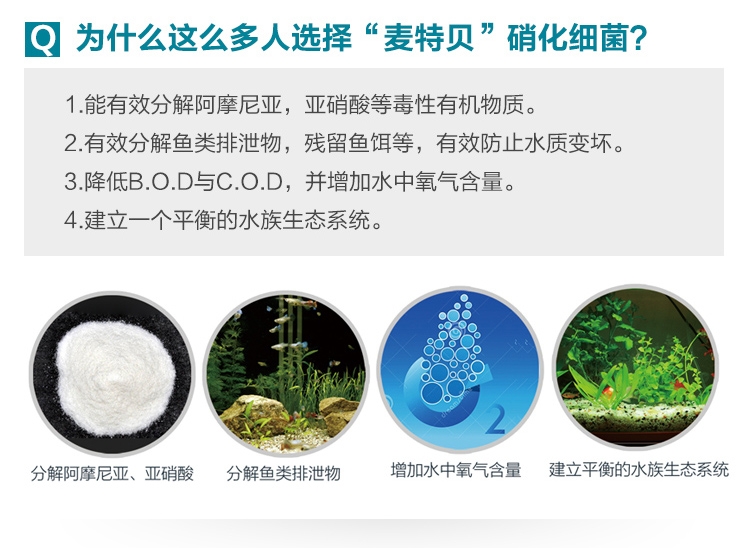 Q 为什么这么多人选择“麦特贝”硝化细菌?
1.能有效分解阿摩尼亚，亚硝酸等毒性有机物质。
2.有效分解鱼类排泄物，残留鱼饵等，有效防止水质变坏。
3.降低B.O.D与C.O.D，并增加水中氧气含量。
4.建立一个平衡的水族生态系统。
2
分解阿摩尼亚、亚硝酸
分解鱼类排泄物
增加水中氧气含量
建立平衡的水族生态系统